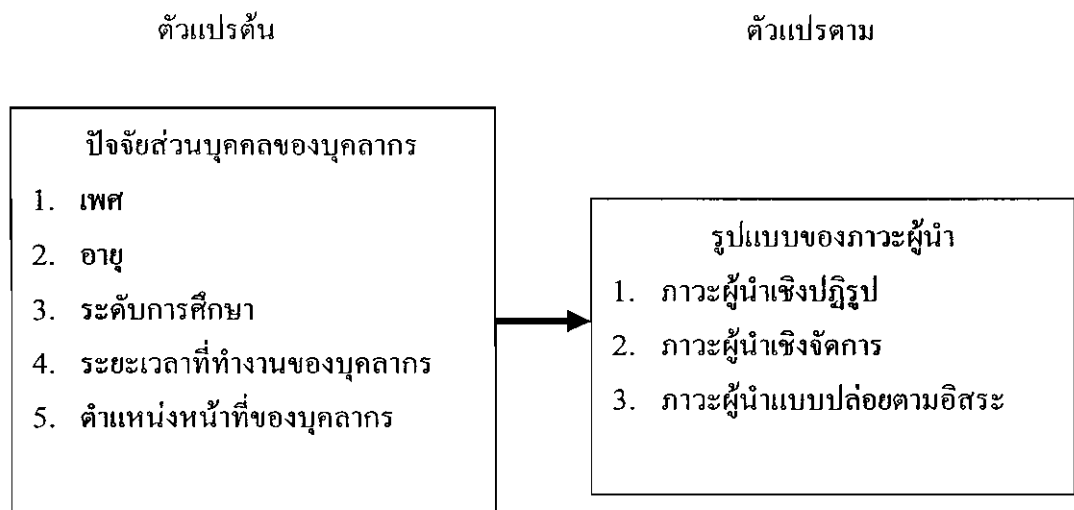 ตัวแปรต้น
ตัวแปรตาม
ปัจจัยส่วนบุคคลของบุคลากร
1. เพศ
2. อายุ
3. ระดับการศึกษา
4. ระยะเวลาที่ทำงานของบุคลากร
5. ตำแหน่งหน้าที่ของบุคลากร
รูปแบบของภาวะผู้นำ
1. ภาวะผู้นำเชิงปฏิรูป
2. ภาวะผู้นำเชิงจัดการ
3. ภาวะผู้นำแบบปล่อยตามอิสระ